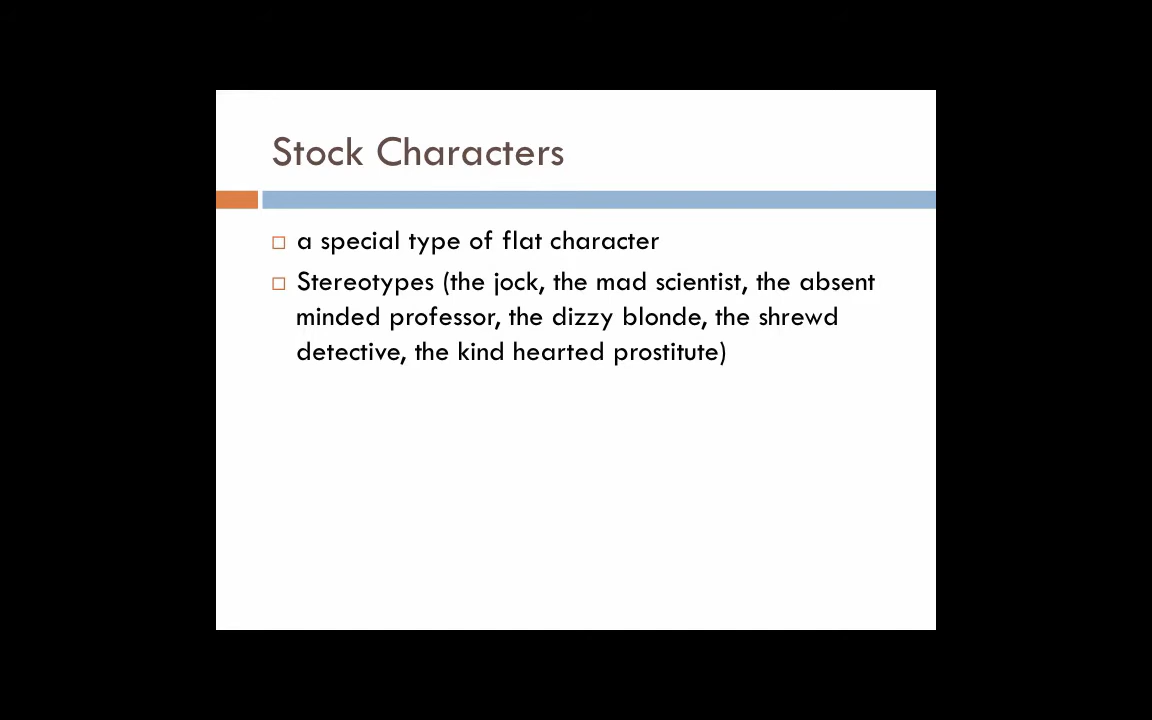 Stock Characters
a special type of flat character
Stereotypes (the jock, the mad scientist, the absent
minded professor, the dizzy blonde, the shrewd
detective, the kind hearted prostitute)